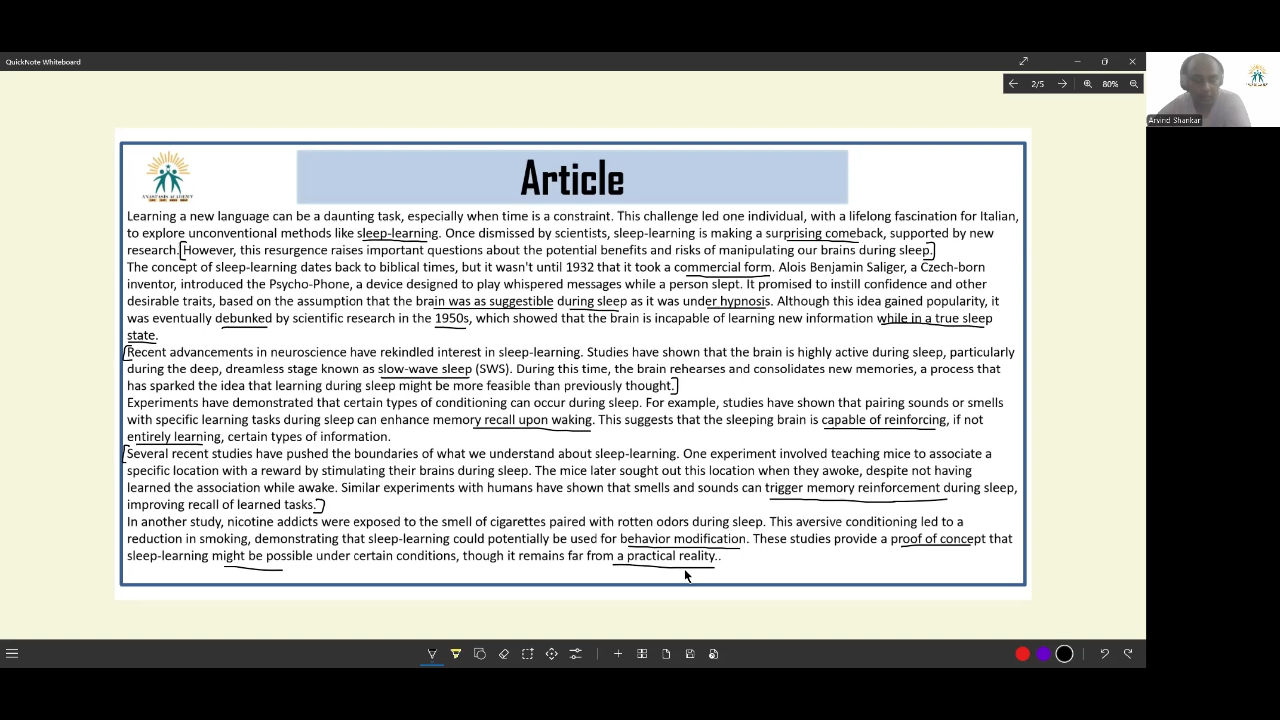 QuickNote Whiteboard
2/5
80%
Arvind Shankar
ANASTASIS ACADEMY
Article
Learning a new language can be a daunting task, especially when time is a constraint. This challenge led one individual, with a lifelong fascination for Italian,
to explore unconventional methods like sleep-learning. Once dismissed by scientists, sleep-learning is making a surprising comeback, supported by new
research. However, this resurgence raises important questions about the potential benefits and risks of manipulating our brains during sleep.
The concept of sleep-learning dates back to biblical times, but it wasn't until 1932 that it took a commercial form. Alois Benjamin Saliger, a Czech-born
inventor, introduced the Psycho-Phone, a device designed to play whispered messages while a person slept. It promised to instill confidence and other
desirable traits, based on the assumption that the brain was as suggestible during sleep as it was under hypnosis. Although this idea gained popularity, it
was eventually debunked by scientific research in the 1950s, which showed that the brain is incapable of learning new information while in a true sleep
state.
Recent advancements in neuroscience have rekindled interest in sleep-learning. Studies have shown that the brain is highly active during sleep, particularly
during the deep, dreamless stage known as slow-wave sleep (SWS). During this time, the brain rehearses and consolidates new memories, a process that
has sparked the idea that learning during sleep might be more feasible than previously thought.
Experiments have demonstrated that certain types of conditioning can occur during sleep. For example, studies have shown that pairing sounds or smells
with specific learning tasks during sleep can enhance memory recall upon waking. This suggests that the sleeping brain is capable of reinforcing, if not
entirely learning, certain types of information.
Several recent studies have pushed the boundaries of what we understand about sleep-learning. One experiment involved teaching mice to associate a
specific location with a reward by stimulating their brains during sleep. The mice later sought out this location when they awoke, despite not having
learned the association while awake. Similar experiments with humans have shown that smells and sounds can trigger memory reinforcement during sleep,
improving recall of learned tasks.
In another study, nicotine addicts were exposed to the smell of cigarettes paired with rotten odors during sleep. This aversive conditioning led to a
reduction in smoking, demonstrating that sleep-learning could potentially be used for behavior modification. These studies provide a proof of concept that
sleep-learning might be possible under certain conditions, though it remains far from a practical reality..